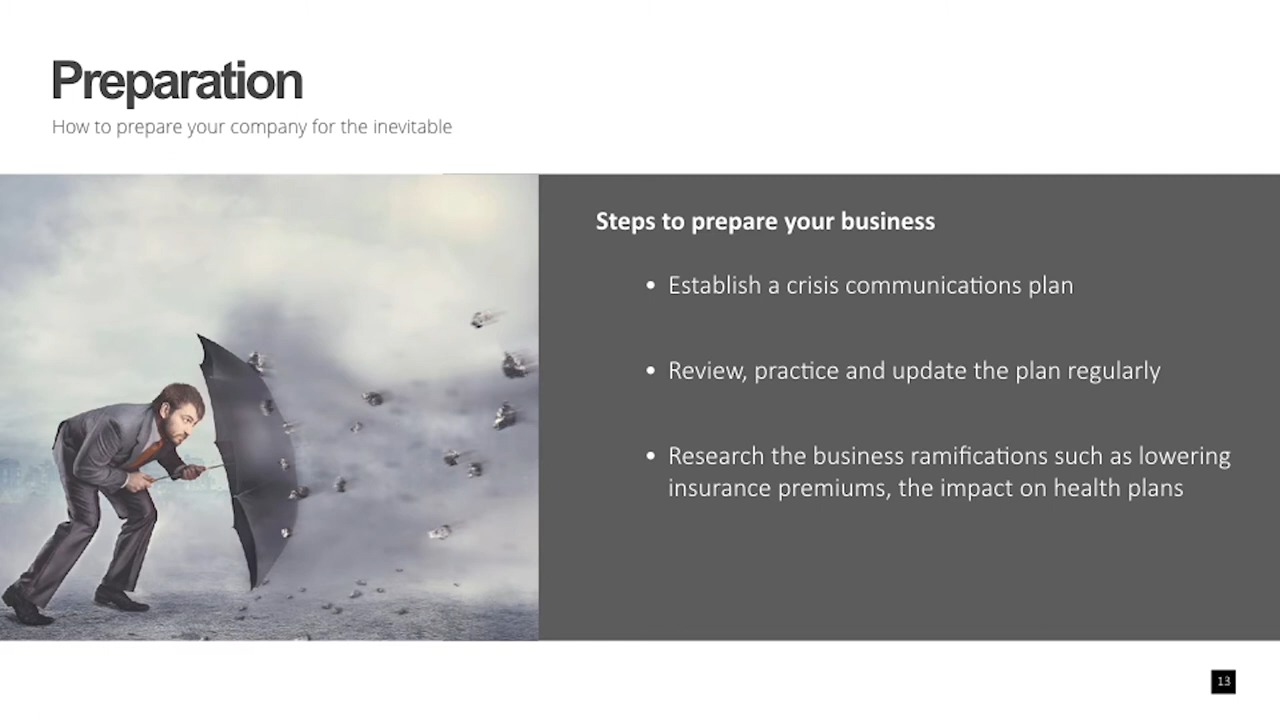 Preparation
How to prepare your company for the inevitable
Steps to prepare your business
• Establish a crisis communications plan
• Review, practice and update the plan regularly
• Research the business ramifications such as lowering
insurance premiums, the impact on health plans
13